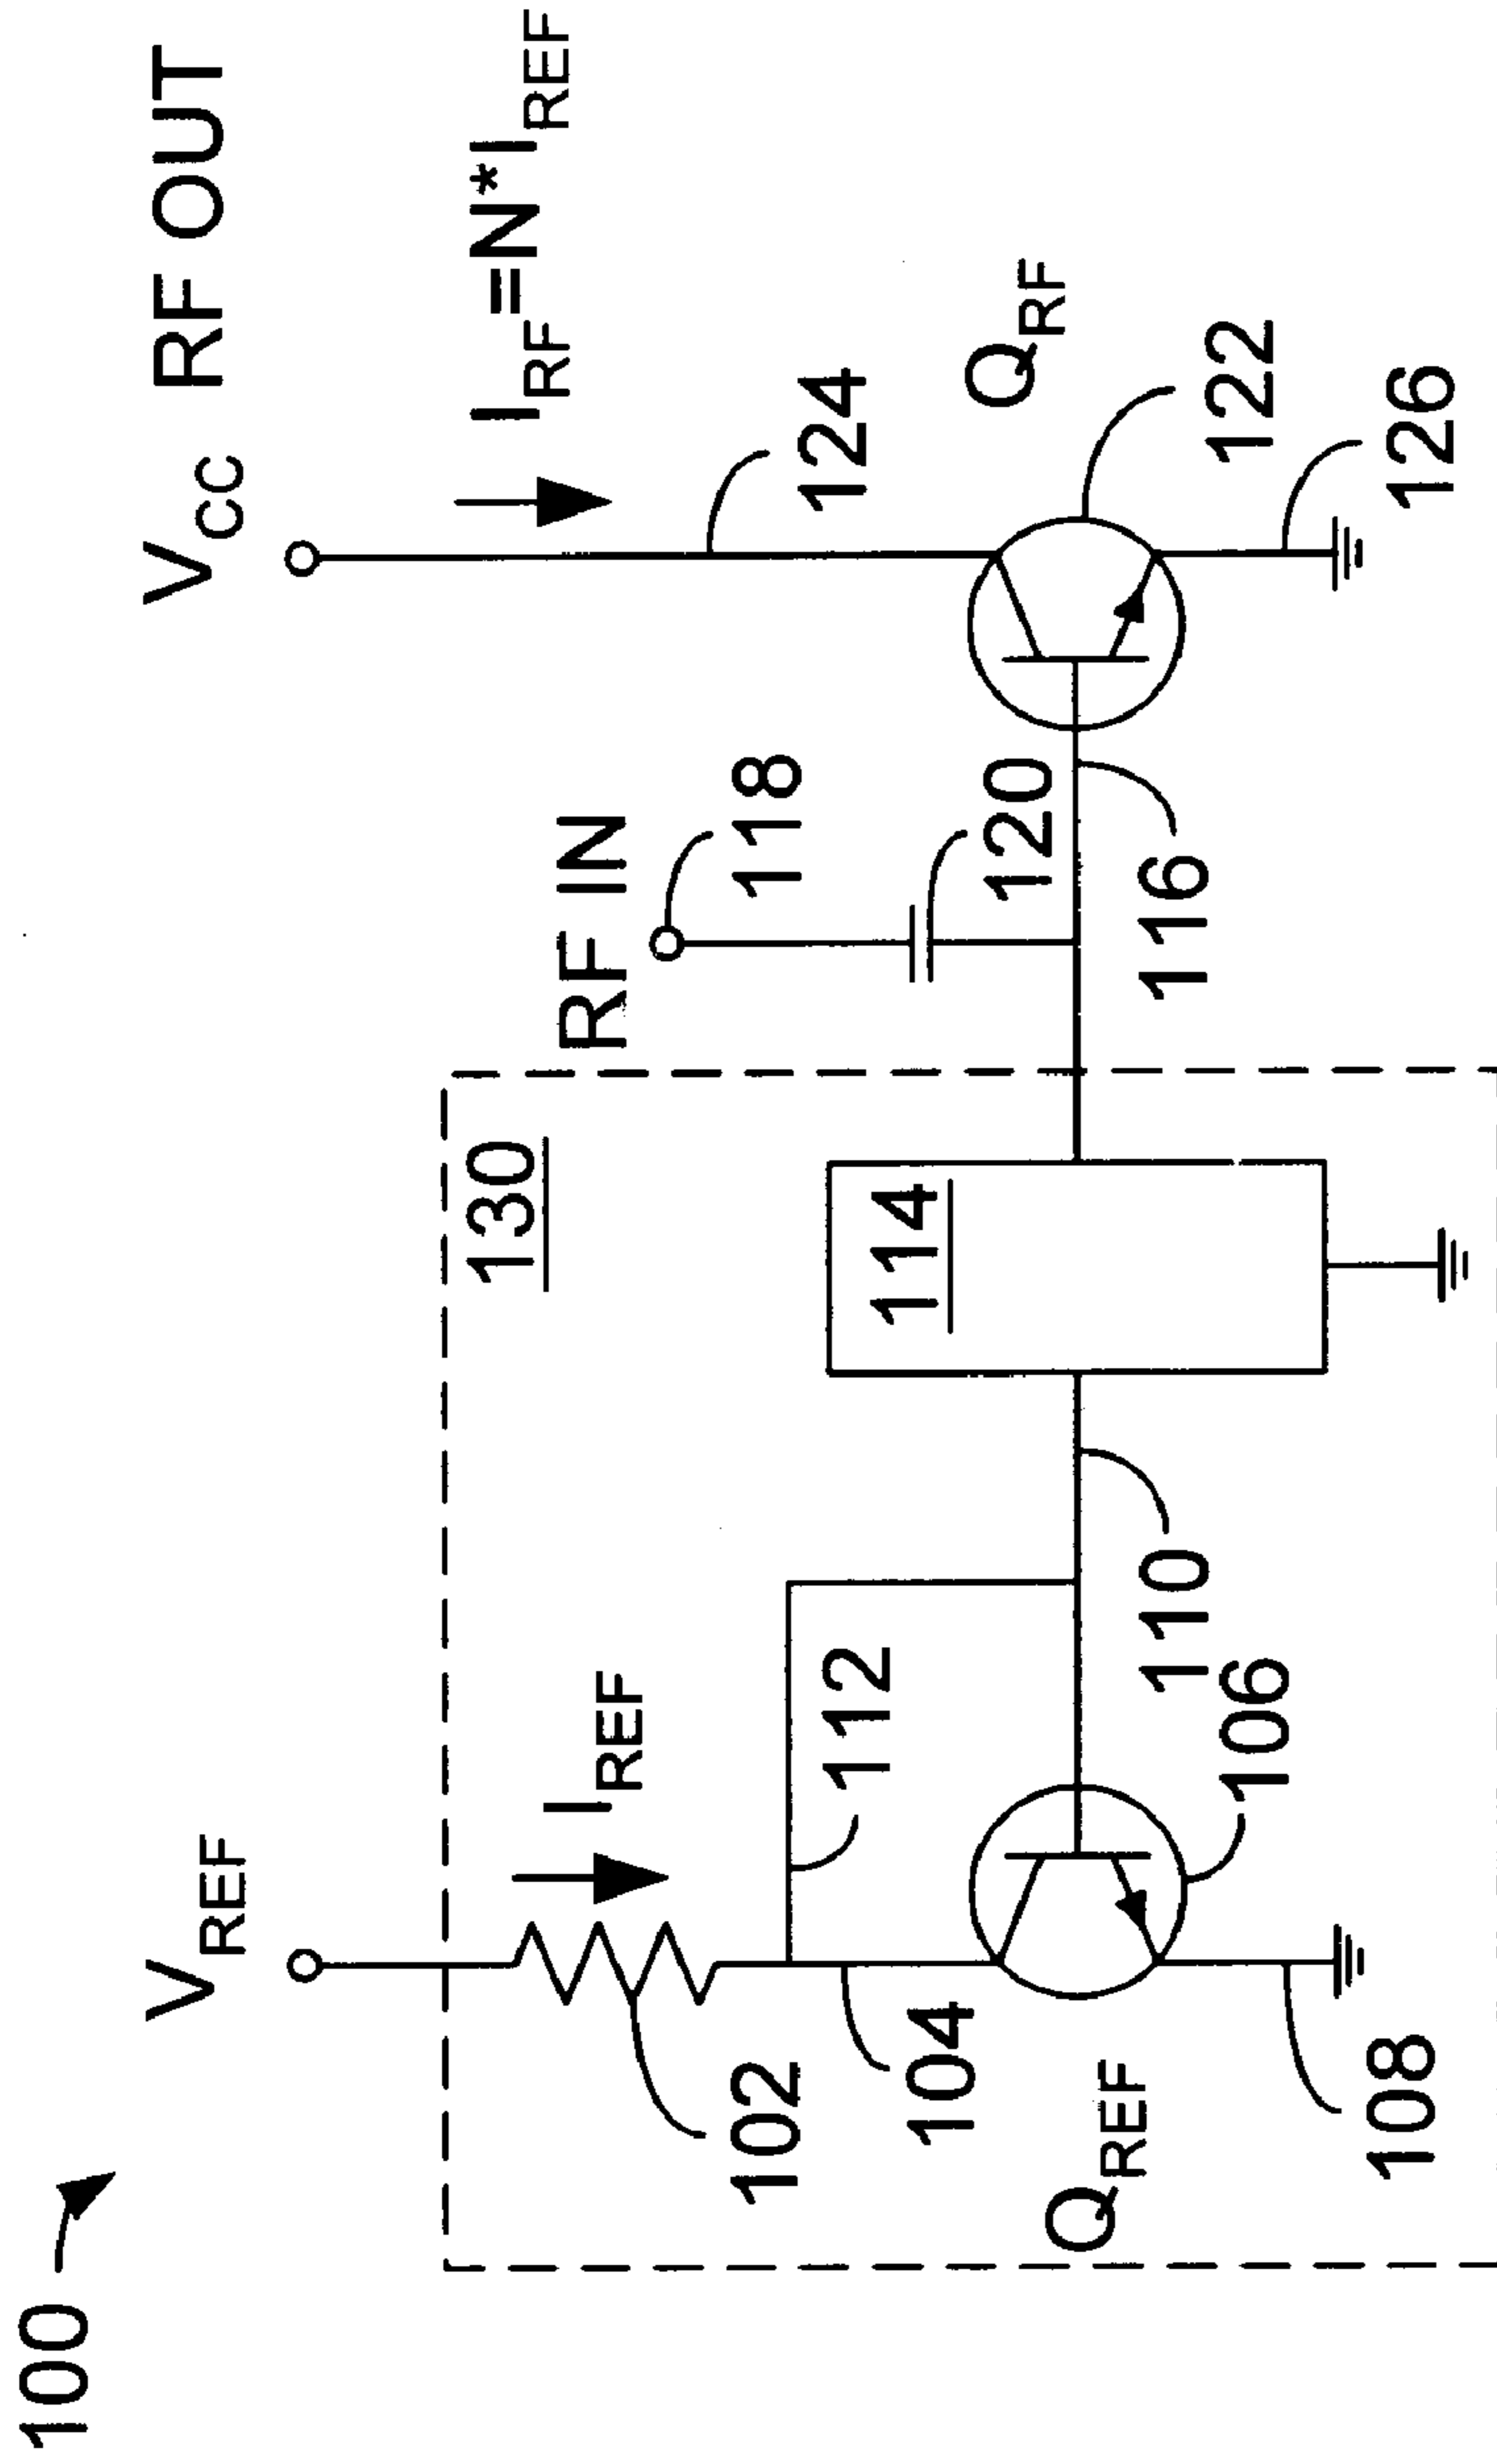 100
V_REF
V_CC RF OUT
I_RF=N*I_REF
130
I_REF
RF IN
118
102
112
114
120
124
104
Q_REF
Q_RF
110
116
106
122
108
126